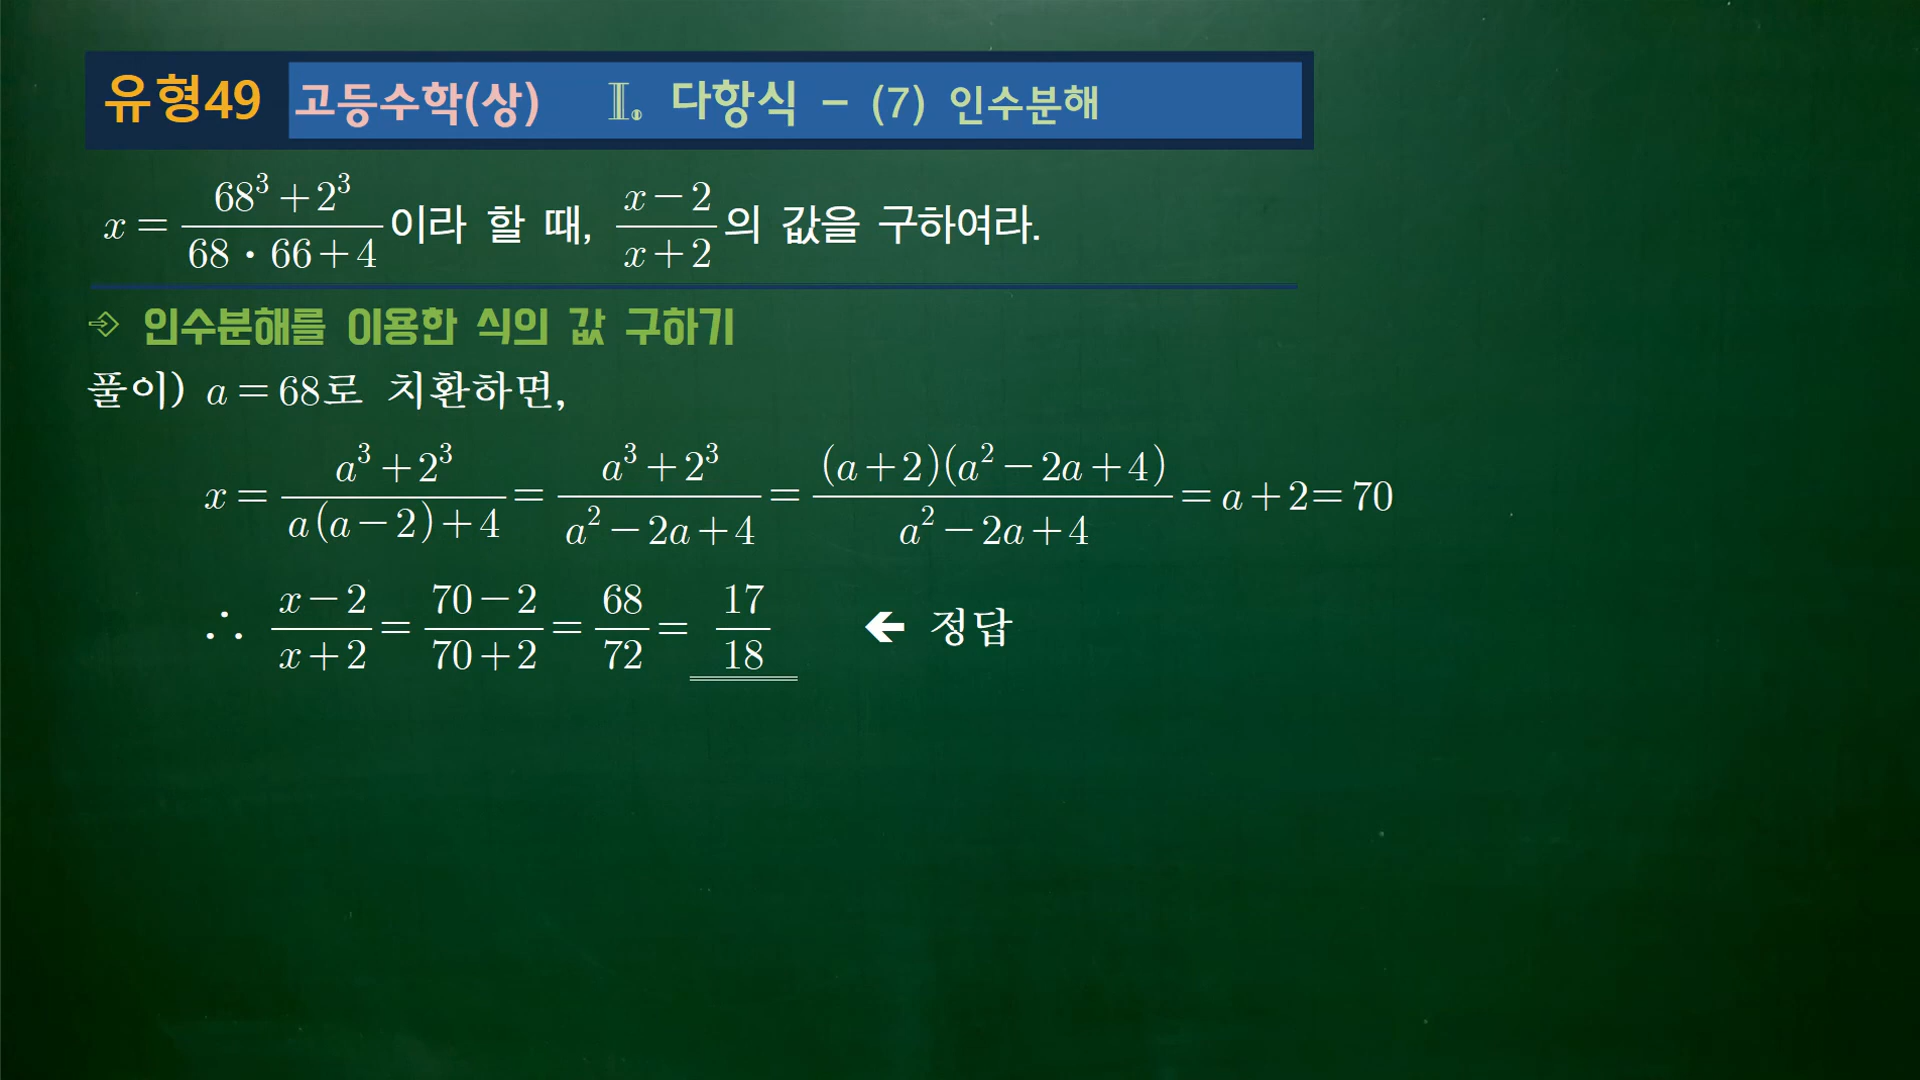 유형49 고등수학(상) Ⅰ. 다항식 - (7) 인수분해
x = (68³ + 2³)/(68 · 66 + 4) 이라 할 때, (x − 2)/(x + 2) 의 값을 구하여라.
인수분해를 이용한 식의 값 구하기
풀이) a = 68로 치환하면,
x = (a³ + 2³)/(a(a − 2) + 4) = (a³ + 2³)/(a² − 2a + 4) = ((a + 2)(a² − 2a + 4))/(a² − 2a + 4) = a + 2 = 70
∴ (x − 2)/(x + 2) = (70 − 2)/(70 + 2) = 68/72 = 17/18 🡸 정답